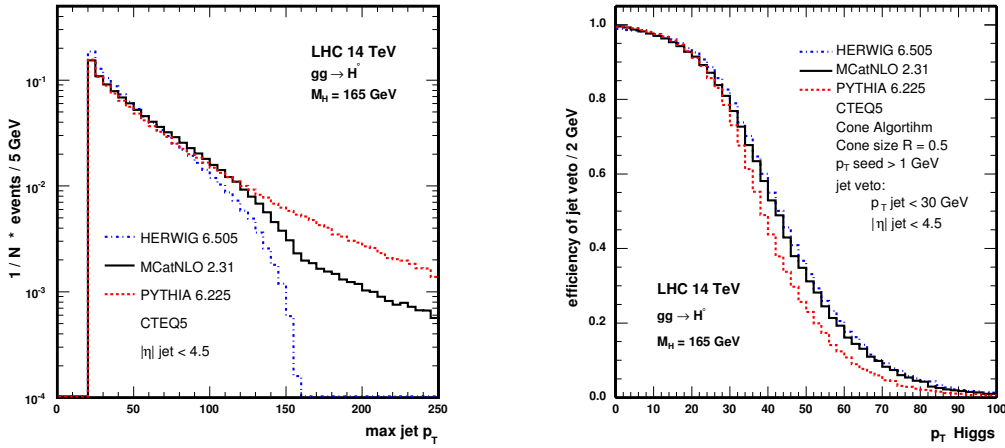 LHC 14 TeV
gg → H°
M_H = 165 GeV
1 / N * events / 5 GeV
10^-1
10^-2
10^-3
10^-4
HERWIG 6.505
MCatNLO 2.31
PYTHIA 6.225
CTEQ5
|η| jet < 4.5
0 50 100 150 200 250
max jet p_T
efficiency of jet veto / 2 GeV
1.0
0.8
0.6
0.4
0.2
0.0
HERWIG 6.505
MCatNLO 2.31
PYTHIA 6.225
CTEQ5
Cone Algortihm
Cone size R = 0.5
p_T seed > 1 GeV
jet veto:
p_T jet < 30 GeV
|η| jet < 4.5
LHC 14 TeV
gg → H°
M_H = 165 GeV
0 10 20 30 40 50 60 70 80 90 100
p_T Higgs